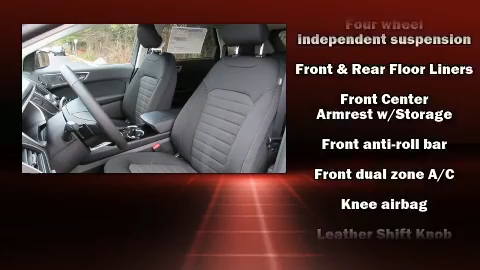 Four wheel
independent suspension
Front & Rear Floor Liners
Front Center
Armrest w/Storage
Front anti-roll bar
Front dual zone A/C
Knee airbag
Leather Shift Knob